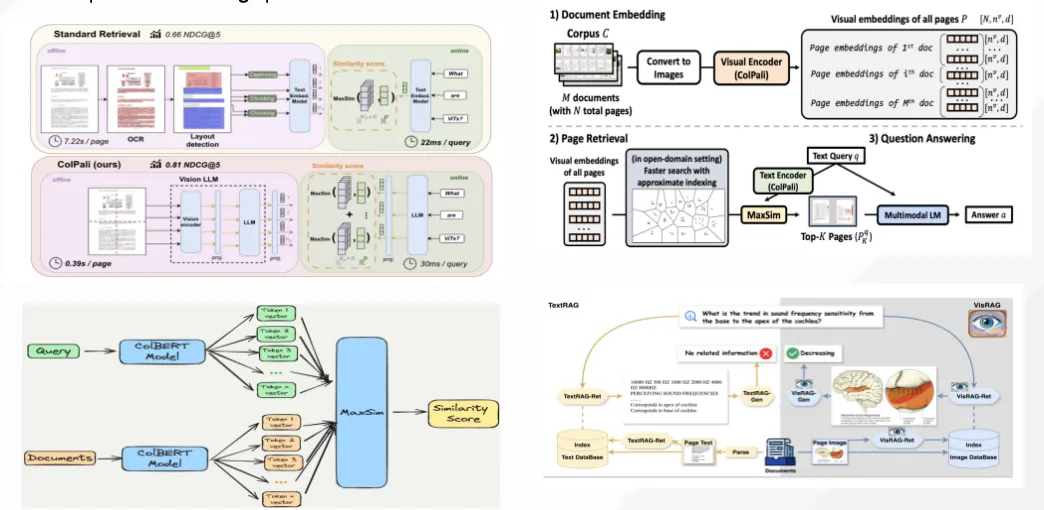 Standard Retrieval 0.66 NDCG@5
offline
online
Similarity score
Captioning
Chunking
Chunking
Text Embed. Model
MaxSim
Text Embed. Model
What
are
ViTs?
OCR
Layout detection
7.22s / page
22ms / query
ColPali (ours) 0.81 NDCG@5
Similarity score
offline
online
Vision LLM
Vision encoder
LLM
proj.
proj.
MaxSim
+
MaxSim
LLM
proj.
What
are
ViTs?
0.39s / page
30ms / query
1) Document Embedding
Corpus C
Convert to Images
Visual Encoder (ColPali)
M documents
(with N total pages)
Visual embeddings of all pages P [N, nᵛ, d]
Page embeddings of 1ˢᵗ doc
[nᵛ, d]
...
[nᵛ, d]
Page embeddings of iᵗʰ doc
...
[nᵛ, d]
Page embeddings of Mᵗʰ doc
[nᵛ, d]
2) Page Retrieval
3) Question Answering
Visual embeddings
of all pages
(in open-domain setting)
Faster search with
approximate indexing
Text Query q
Text Encoder
(ColPali)
MaxSim
Top-K Pages
Multimodal LM
Answer a
Query
ColBERT Model
Token 1 vector
Token 2 vector
Token 3 vector
...
Token n vector
Documents
ColBERT Model
Token 1 vector
Token 2 vector
Token 3 vector
...
Token n vector
MaxSim
Similarity Score
TextRAG
VisRAG
What is the trend in sound frequency sensitivity from
the base to the apex of the cochlea?
No related information
Decreasing
16000 HZ 500 HZ 1000 HZ 2000 HZ 4000
HZ 8000HZ
PERCEIVING SOUND FREQUENCIES
......
Corresponds to apex of cochlea
Corresponds to base of cochlea
TextRAG-Ret
TextRAG-Gen
VisRAG-Gen
VisRAG-Ret
Index
Text DataBase
TextRAG-Ret
Page Text
Parse
Documents
Page Image
VisRAG-Ret
Index
Image DataBase